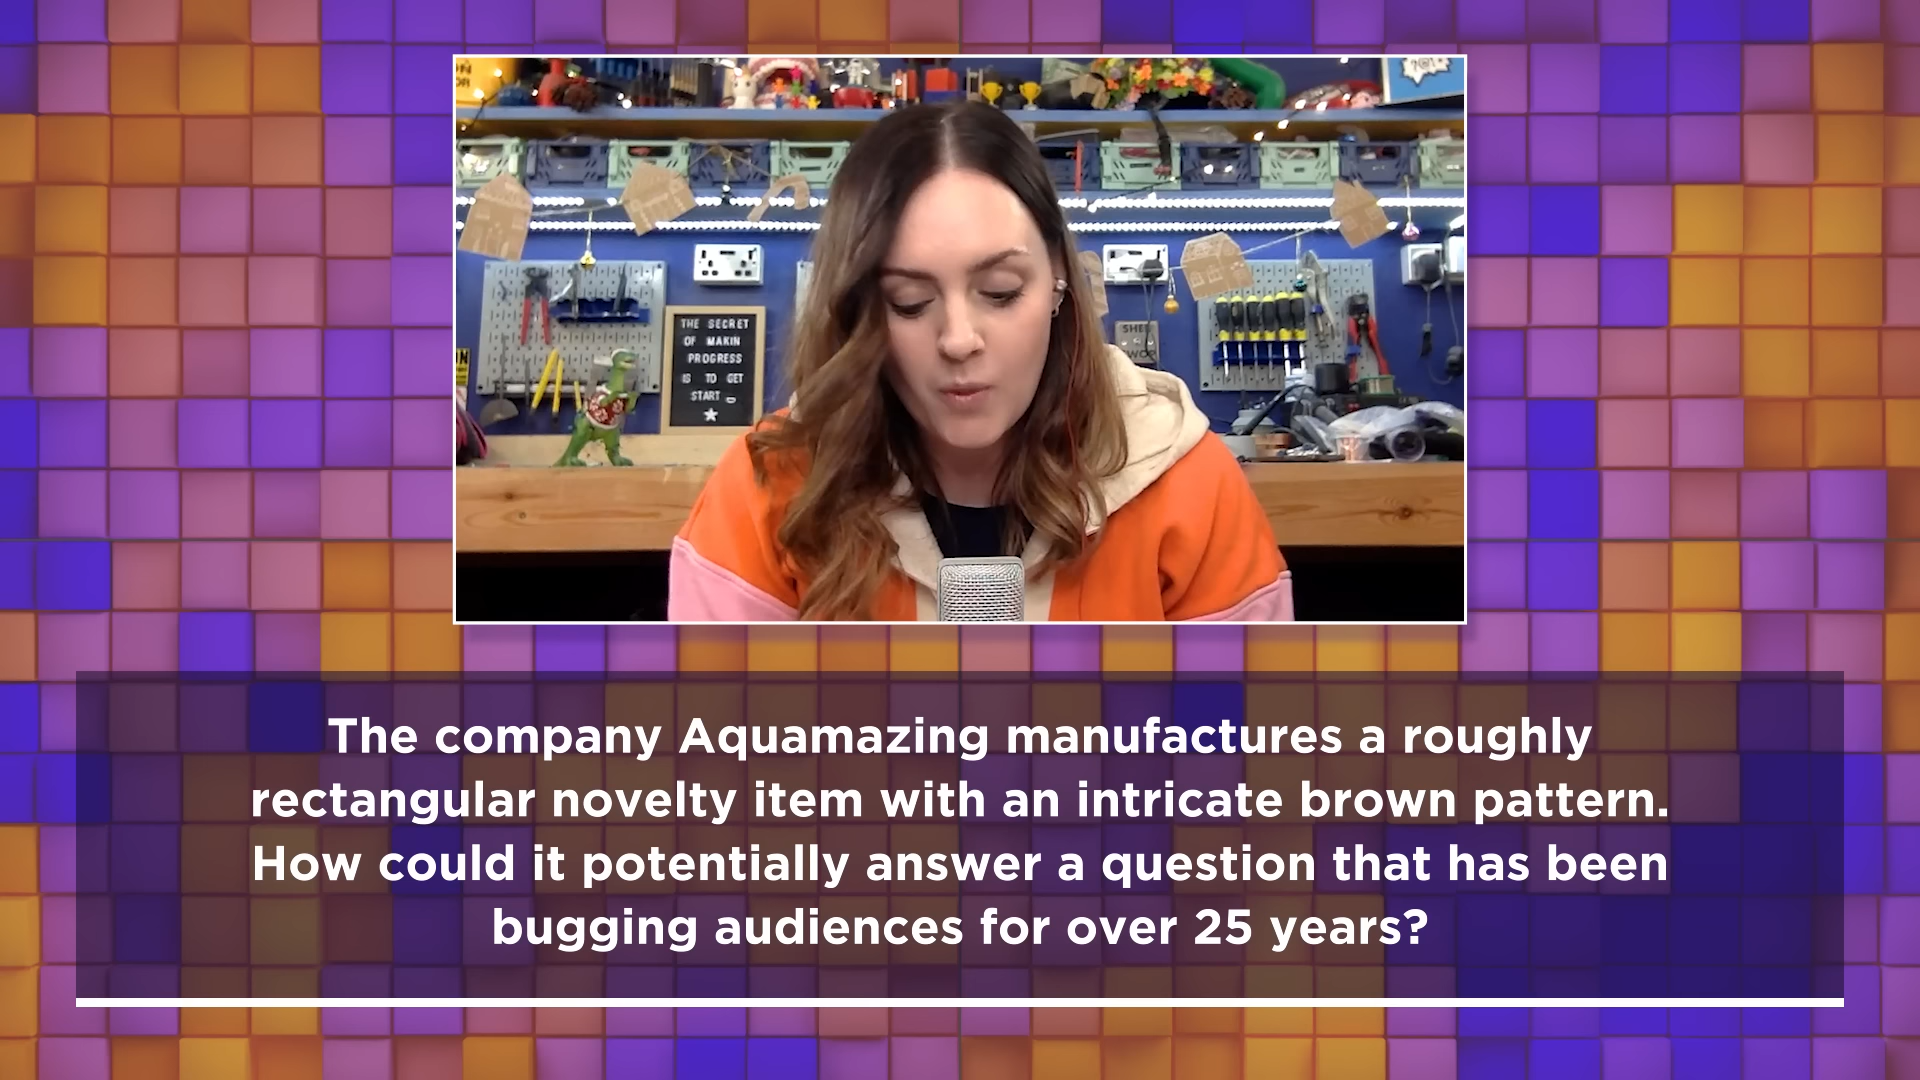 THE SECRET
OF MAKIN
PROGRESS
IS TO GET
START
The company Aquamazing manufactures a roughly
rectangular novelty item with an intricate brown pattern.
How could it potentially answer a question that has been
bugging audiences for over 25 years?